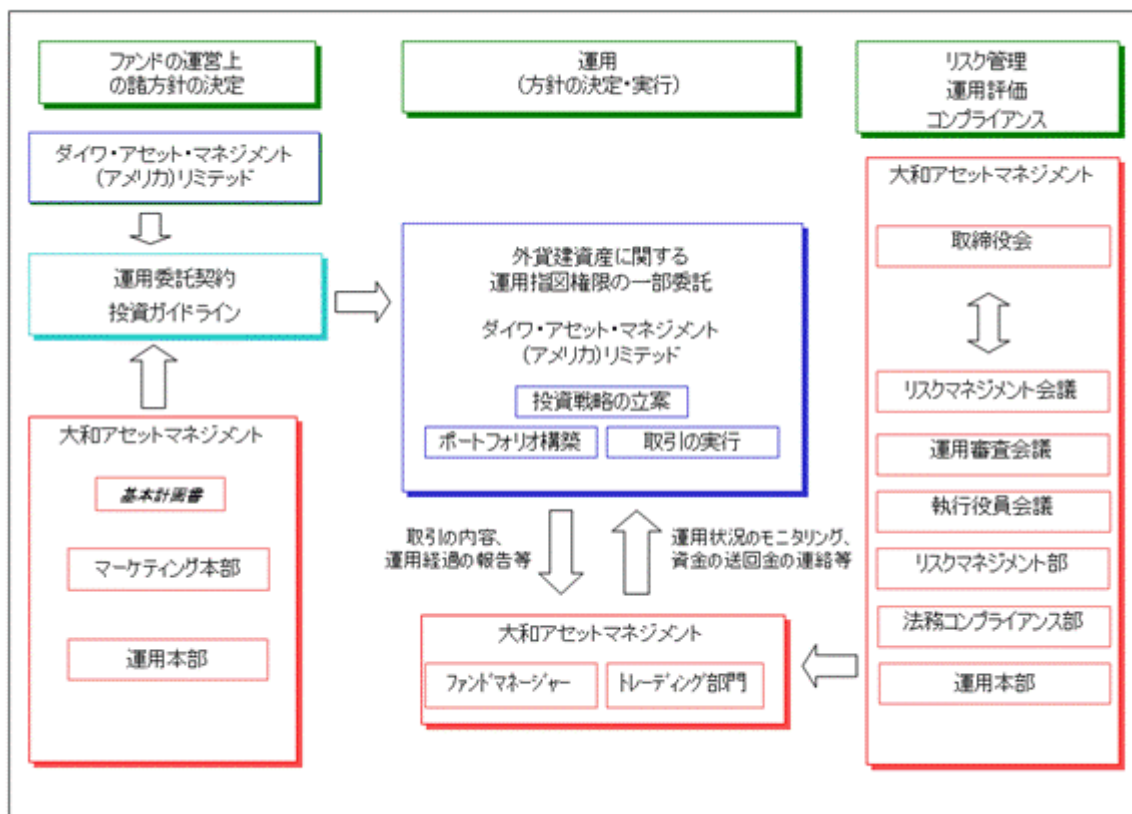 ファンドの運営上
の諸方針の決定
運用
(方針の決定・実行)
リスク管理
運用評価
コンプライアンス
ダイワ・アセット・マネジメント
(アメリカ)リミテッド
運用委託契約
投資ガイドライン
大和アセットマネジメント
基本計画書
マーケティング本部
運用本部
外貨建資産に関する
運用指図権限の一部委託
ダイワ・アセット・マネジメント
(アメリカ)リミテッド
投資戦略の立案
ポートフォリオ構築
取引の実行
取引の内容、
運用経過の報告等
運用状況のモニタリング、
資金の送回金の連絡等
大和アセットマネジメント
ファンドマネージャー
トレーディング部門
大和アセットマネジメント
取締役会
リスクマネジメント会議
運用審査会議
執行役員会議
リスクマネジメント部
法務コンプライアンス部
運用本部